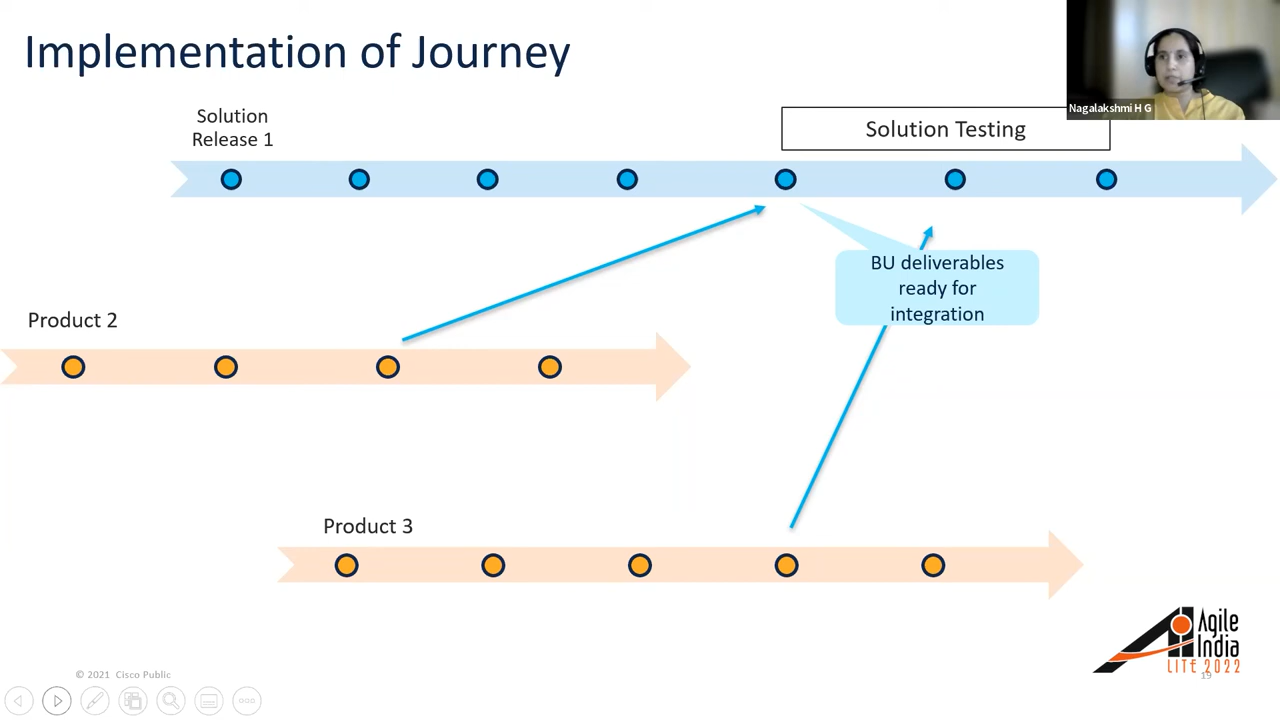 Implementation of Journey
Nagalakshmi H G
Solution
Release 1
Solution Testing
BU deliverables
ready for
integration
Product 2
Product 3
Agile
India
LITE 2022
19
© 2021 Cisco Public